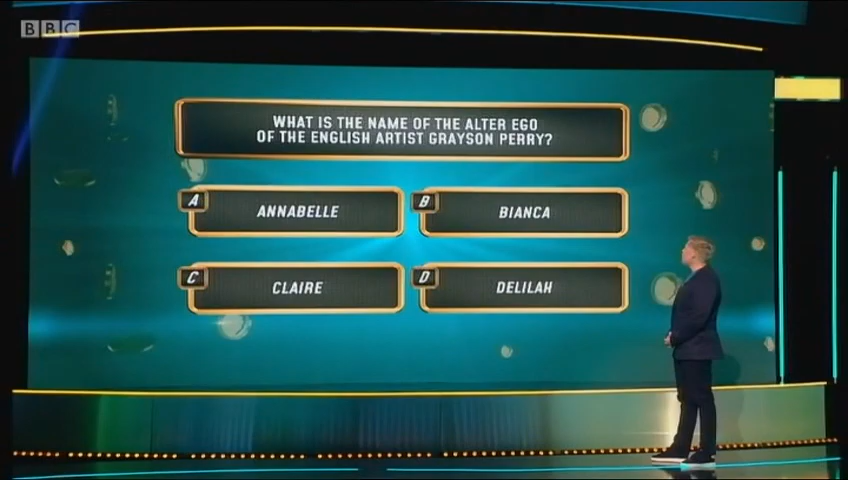 BBC
WHAT IS THE NAME OF THE ALTER EGO
OF THE ENGLISH ARTIST GRAYSON PERRY?
A
ANNABELLE
B
BIANCA
C
CLAIRE
D
DELILAH